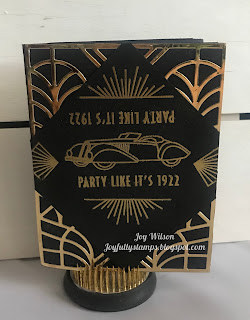 PARTY LIKE IT'S 1922
PARTY LIKE IT'S 1922
Joy Wilson
Joyfullystamps.blogspot.com